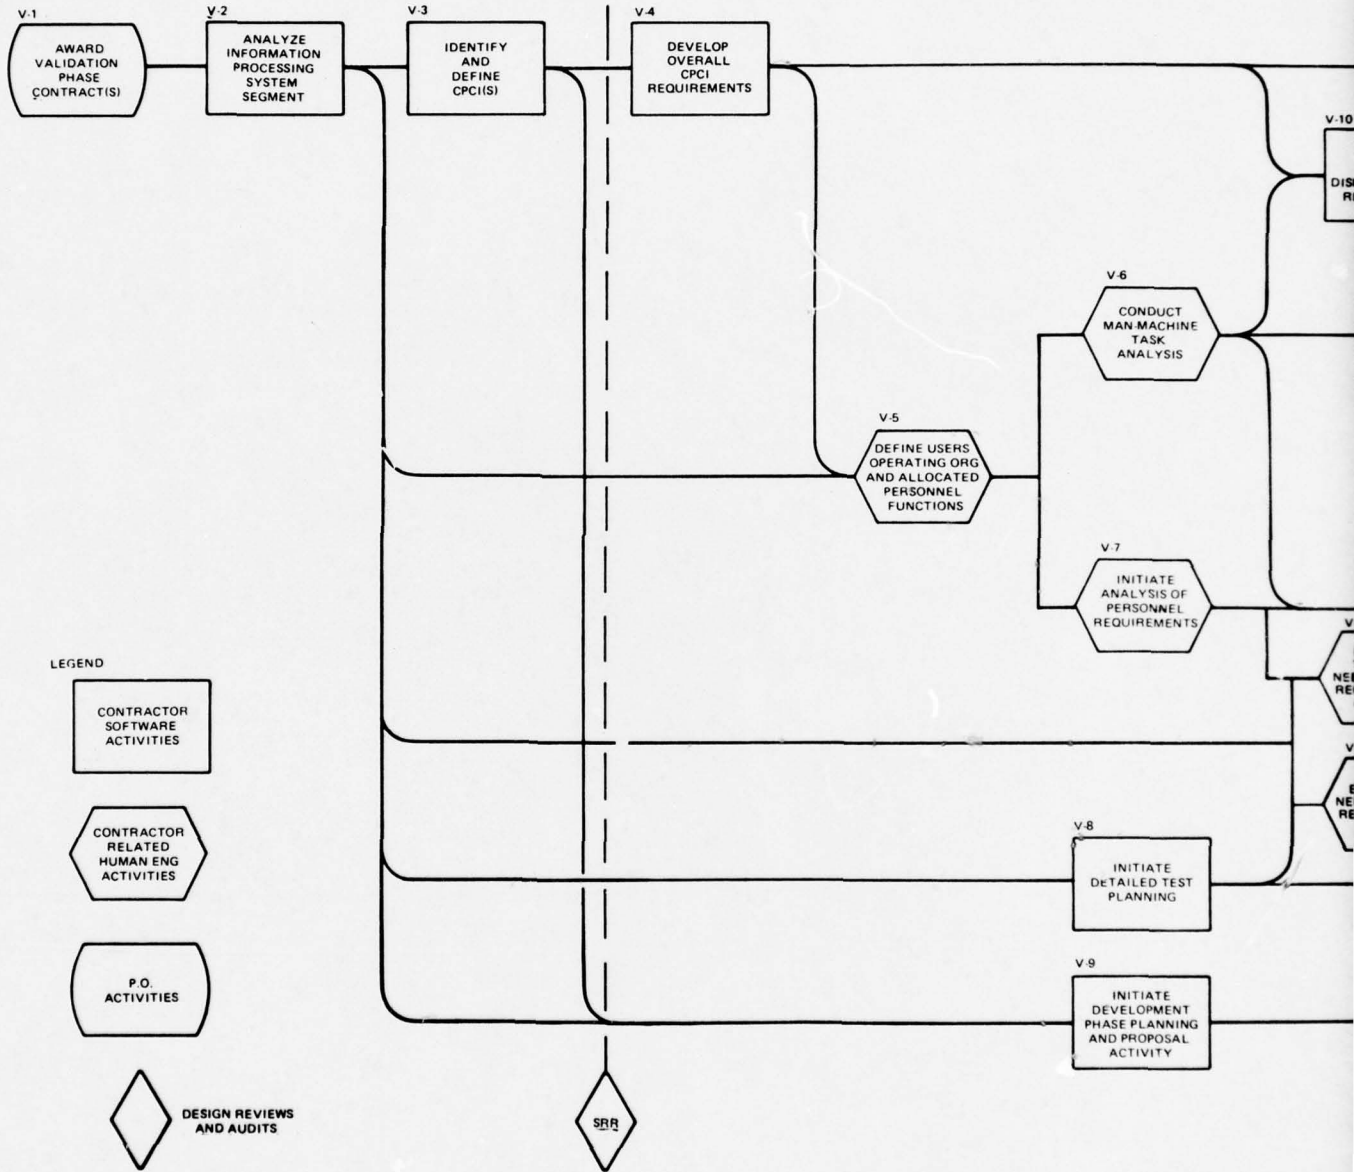 V-1
AWARD
VALIDATION
PHASE
CONTRACT(S)
V-2
ANALYZE
INFORMATION
PROCESSING
SYSTEM
SEGMENT
V-3
IDENTIFY
AND
DEFINE
CPCI(S)
V-4
DEVELOP
OVERALL
CPCI
REQUIREMENTS
V-10
V-6
CONDUCT
MAN-MACHINE
TASK
ANALYSIS
V-5
DEFINE USERS
OPERATING ORG
AND ALLOCATED
PERSONNEL
FUNCTIONS
V-7
INITIATE
ANALYSIS OF
PERSONNEL
REQUIREMENTS
LEGEND
CONTRACTOR
SOFTWARE
ACTIVITIES
CONTRACTOR
RELATED
HUMAN ENG
ACTIVITIES
P.O.
ACTIVITIES
DESIGN REVIEWS
AND AUDITS
V-8
INITIATE
DETAILED TEST
PLANNING
V-9
INITIATE
DEVELOPMENT
PHASE PLANNING
AND PROPOSAL
ACTIVITY
SRR